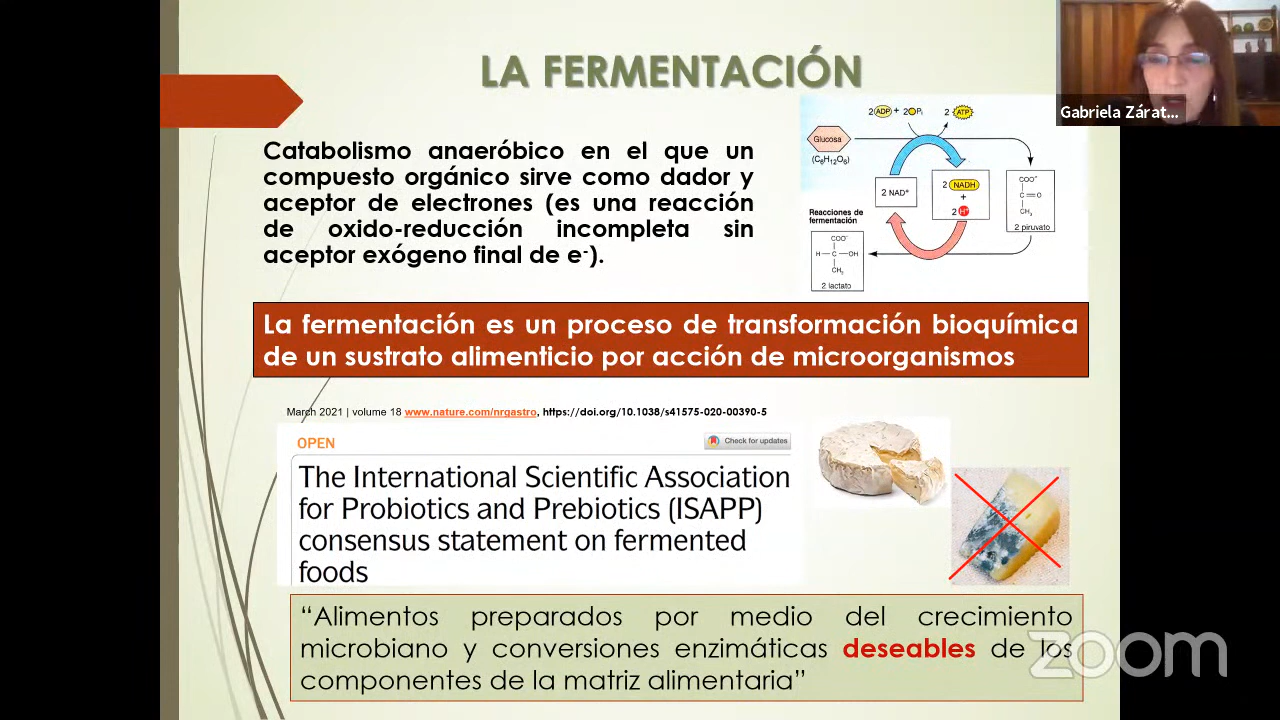 LA FERMENTACIÓN
Gabriela Zárat...
Catabolismo anaeróbico en el que un
compuesto orgánico sirve como dador y
aceptor de electrones (es una reacción
de oxido-reducción incompleta sin
aceptor exógeno final de e-).
2 ADP + 2 Pi
2 ATP
Glucosa
(C6H12O6)
2 NAD+
2 NADH
+
2 H+
COO-
C=O
CH3
2 piruvato
Reacciones de
fermentación
COO-
H—C—OH
CH3
2 lactato
La fermentación es un proceso de transformación bioquímica
de un sustrato alimenticio por acción de microorganismos
March 2021 | volume 18 www.nature.com/nrgastro, https://doi.org/10.1038/s41575-020-00390-5
OPEN
Check for updates
The International Scientific Association
for Probiotics and Prebiotics (ISAPP)
consensus statement on fermented
foods
“Alimentos preparados por medio del crecimiento
microbiano y conversiones enzimáticas deseables de los
componentes de la matriz alimentaria”
zoom